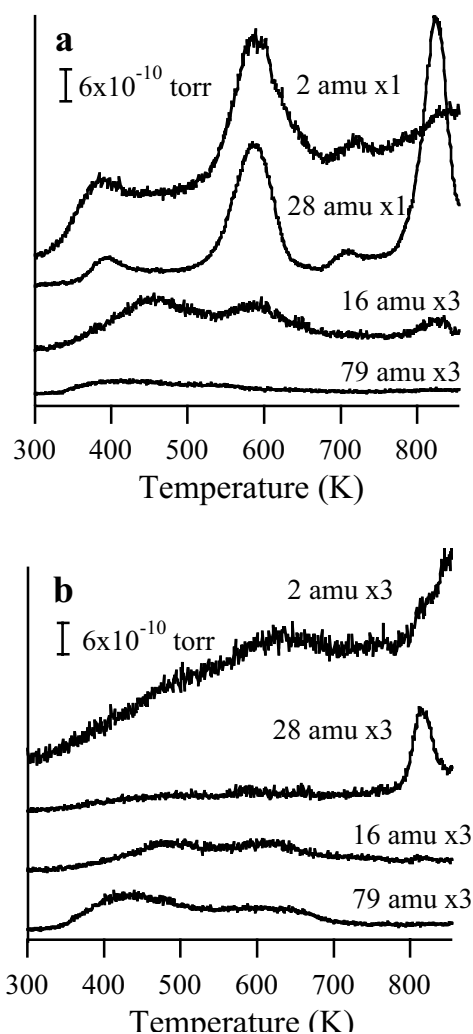 a
6x10⁻¹⁰ torr
2 amu x1
28 amu x1
16 amu x3
79 amu x3
300 400 500 600 700 800
Temperature (K)
b
2 amu x3
6x10⁻¹⁰ torr
28 amu x3
16 amu x3
79 amu x3
300 400 500 600 700 800
Temperature (K)